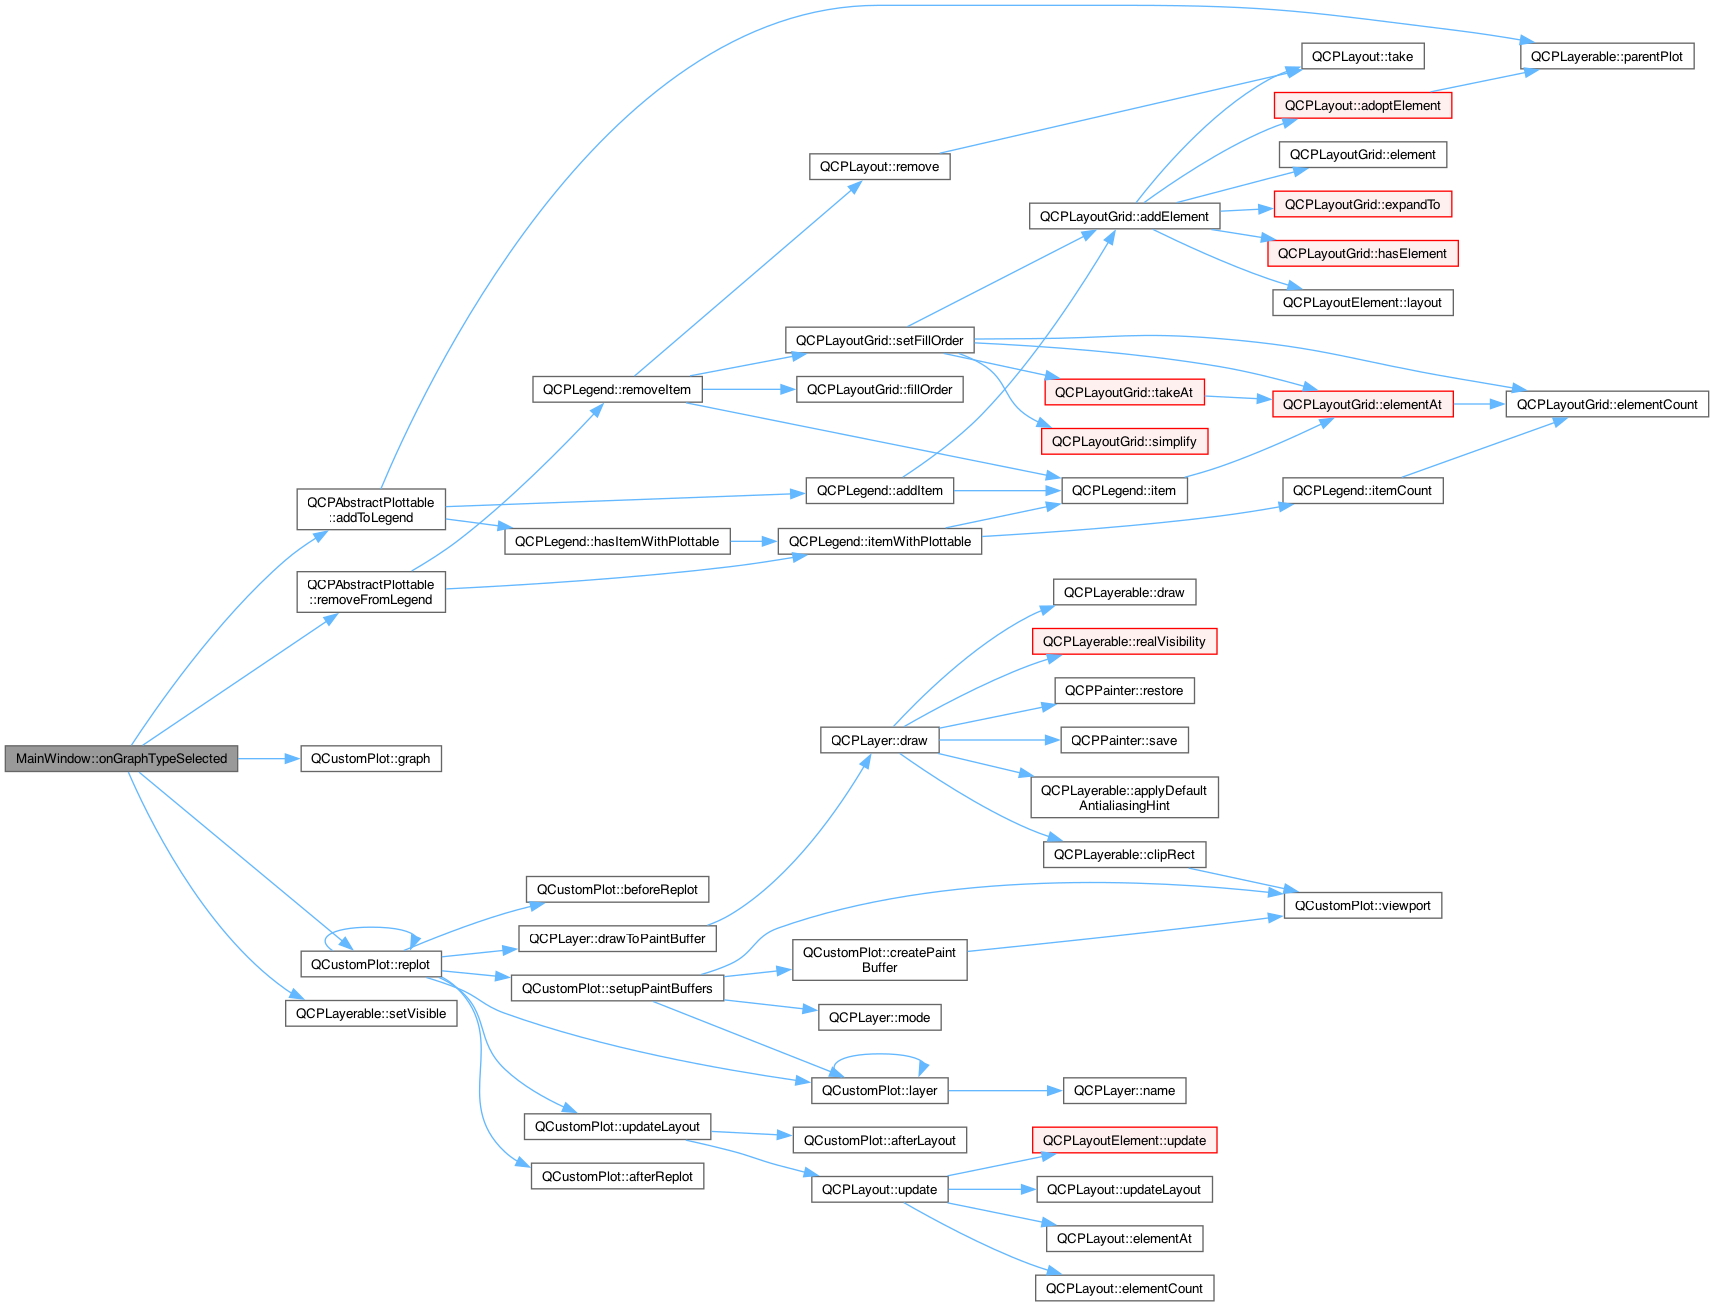 QCPLayout::take
QCPLayerable::parentPlot
QCPLayout::adoptElement
QCPLayoutGrid::element
QCPLayout::remove
QCPLayoutGrid::expandTo
QCPLayoutGrid::addElement
QCPLayoutGrid::hasElement
QCPLayoutElement::layout
QCPLayoutGrid::setFillOrder
QCPLegend::removeItem
QCPLayoutGrid::fillOrder
QCPLayoutGrid::takeAt
QCPLayoutGrid::elementAt
QCPLayoutGrid::elementCount
QCPLayoutGrid::simplify
QCPLegend::addItem
QCPLegend::item
QCPLegend::itemCount
QCPAbstractPlottable
::addToLegend
QCPLegend::hasItemWithPlottable
QCPLegend::itemWithPlottable
QCPAbstractPlottable
::removeFromLegend
QCPLayerable::draw
QCPLayerable::realVisibility
QCPPainter::restore
QCPLayer::draw
QCPPainter::save
MainWindow::onGraphTypeSelected
QCustomPlot::graph
QCPLayerable::applyDefault
AntialiasingHint
QCPLayerable::clipRect
QCustomPlot::beforeReplot
QCustomPlot::viewport
QCPLayer::drawToPaintBuffer
QCustomPlot::createPaint
Buffer
QCustomPlot::replot
QCustomPlot::setupPaintBuffers
QCPLayerable::setVisible
QCPLayer::mode
QCustomPlot::layer
QCPLayer::name
QCustomPlot::updateLayout
QCustomPlot::afterLayout
QCPLayoutElement::update
QCustomPlot::afterReplot
QCPLayout::update
QCPLayout::updateLayout
QCPLayout::elementAt
QCPLayout::elementCount